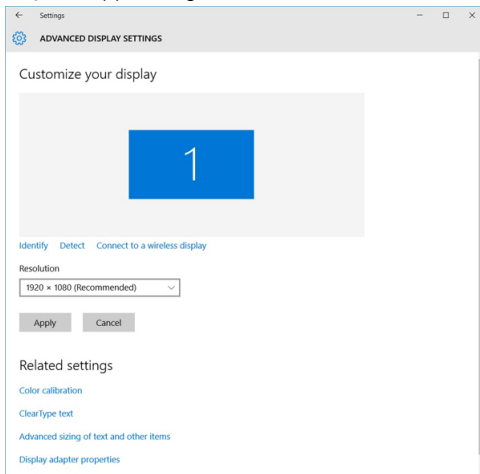 Settings
ADVANCED DISPLAY SETTINGS
Customize your display
1
Identify Detect Connect to a wireless display
Resolution
1920 × 1080 (Recommended)
Apply Cancel
Related settings
Color calibration
ClearType text
Advanced sizing of text and other items
Display adapter properties